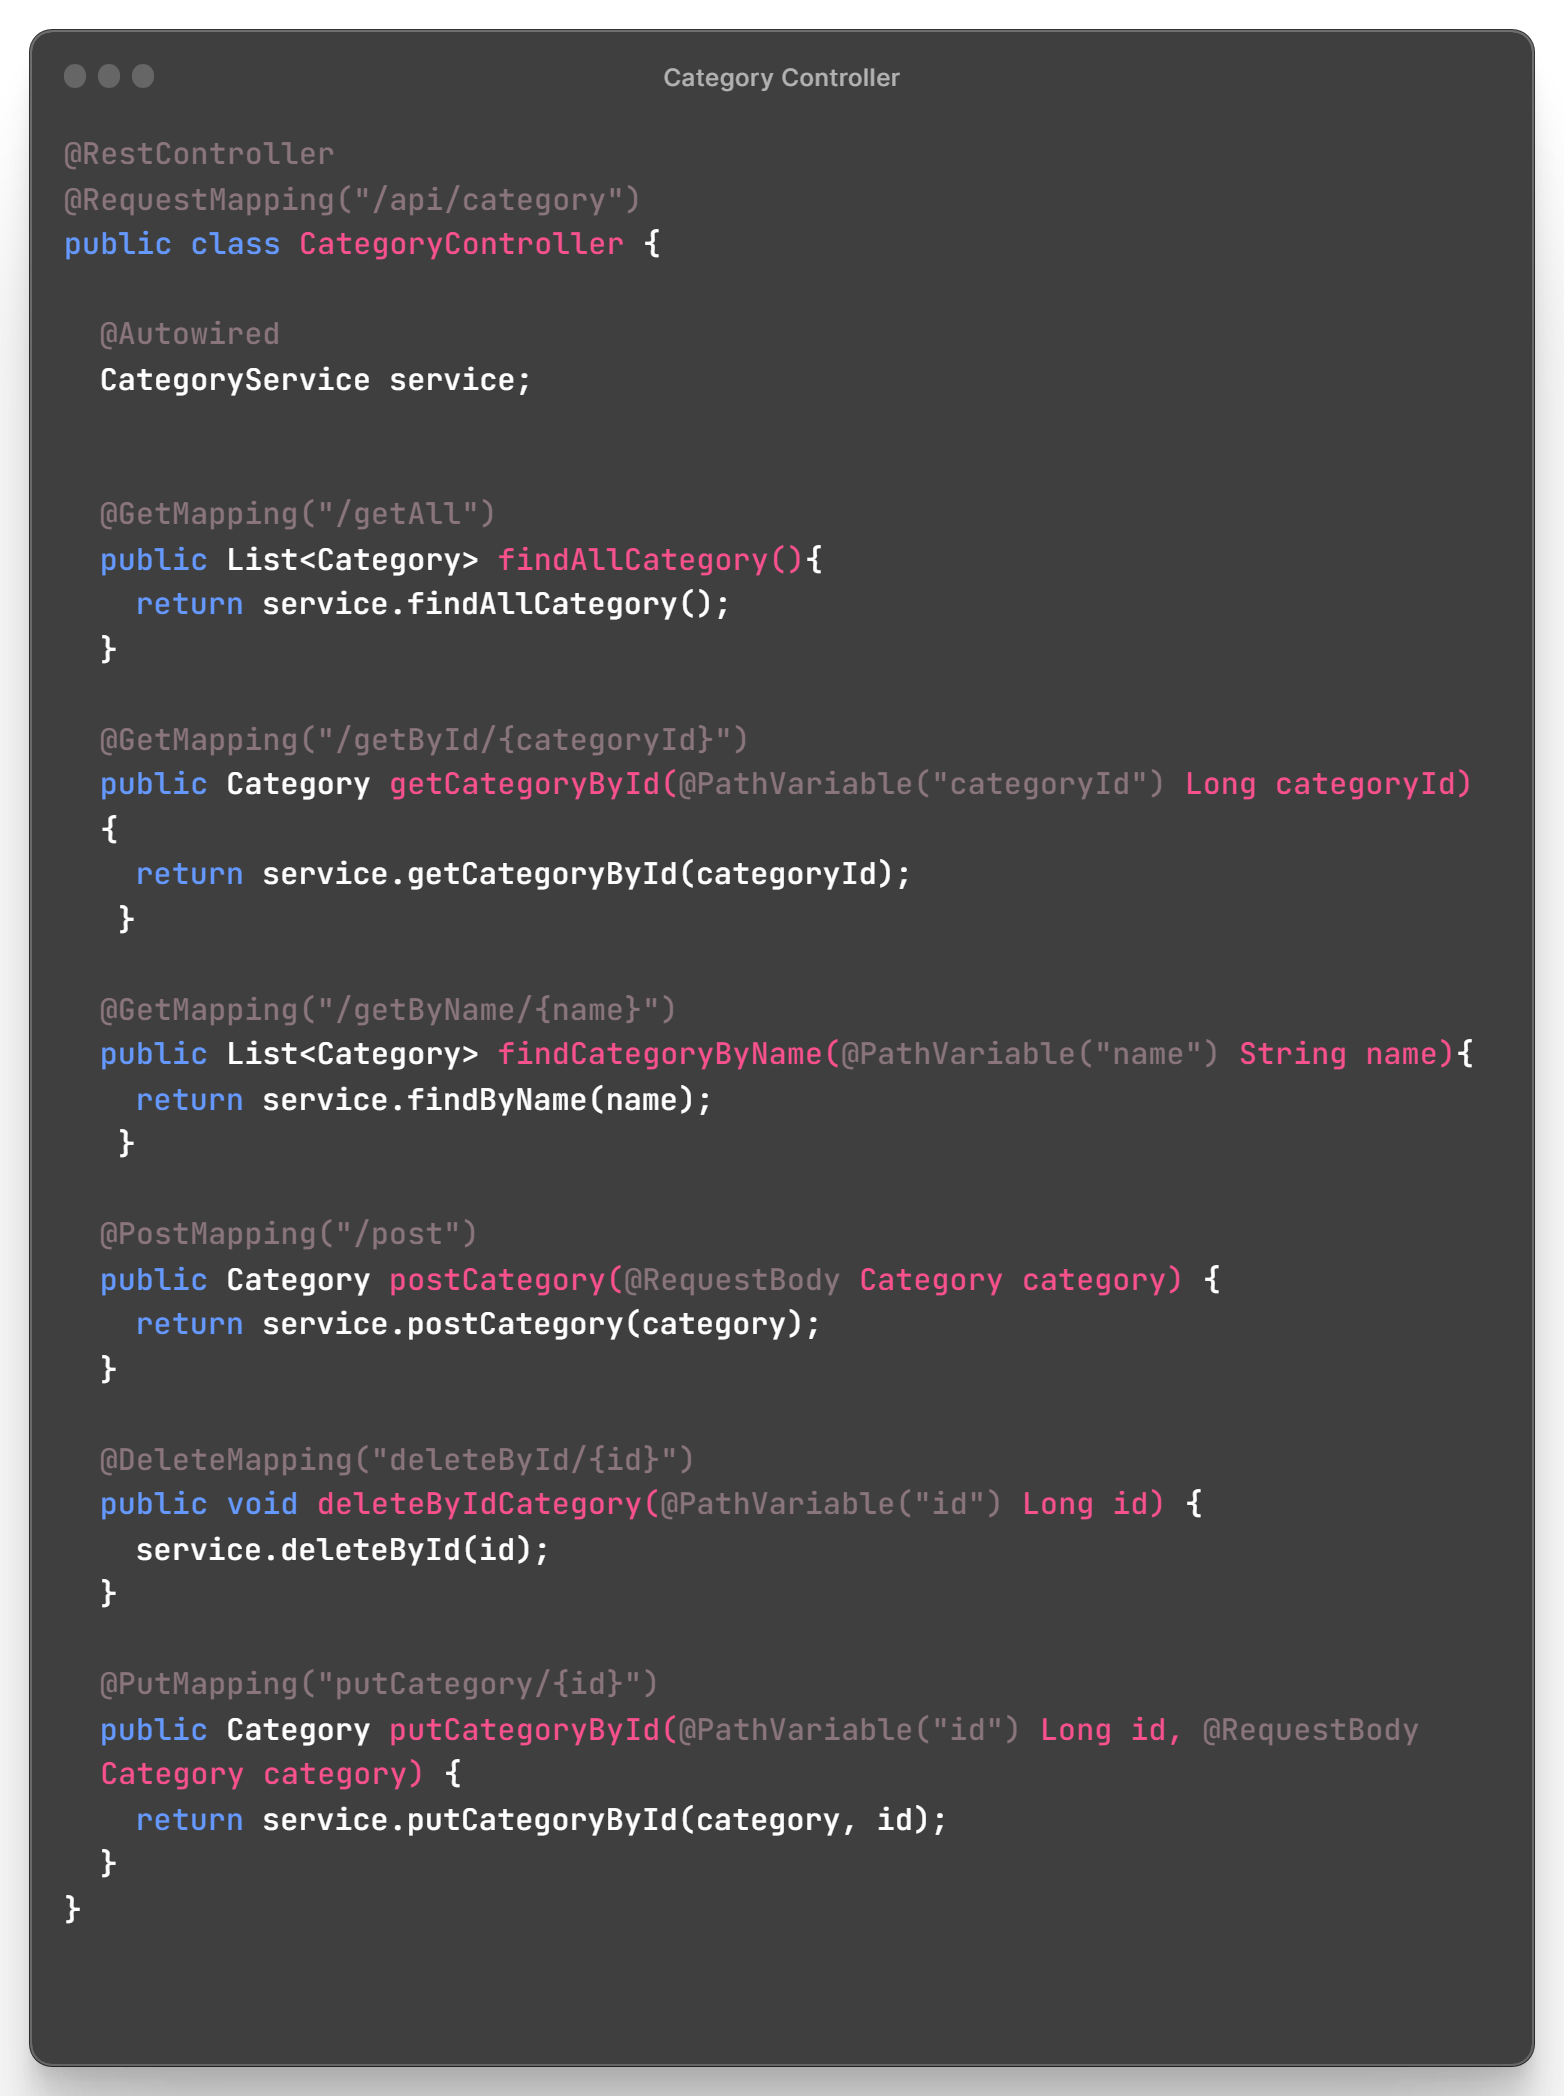 Category Controller
@RestController
@RequestMapping("/api/category")
public class CategoryController {
@Autowired
CategoryService service;
@GetMapping("/getAll")
public List<Category> findAllCategory(){
return service.findAllCategory();
}
@GetMapping("/getById/{categoryId}")
public Category getCategoryById(@PathVariable("categoryId") Long categoryId)
{
return service.getCategoryById(categoryId);
}
@GetMapping("/getByName/{name}")
public List<Category> findCategoryByName(@PathVariable("name") String name){
return service.findByName(name);
}
@PostMapping("/post")
public Category postCategory(@RequestBody Category category) {
return service.postCategory(category);
}
@DeleteMapping("deleteById/{id}")
public void deleteByIdCategory(@PathVariable("id") Long id) {
service.deleteById(id);
}
@PutMapping("putCategory/{id}")
public Category putCategoryById(@PathVariable("id") Long id, @RequestBody
Category category) {
return service.putCategoryById(category, id);
}
}